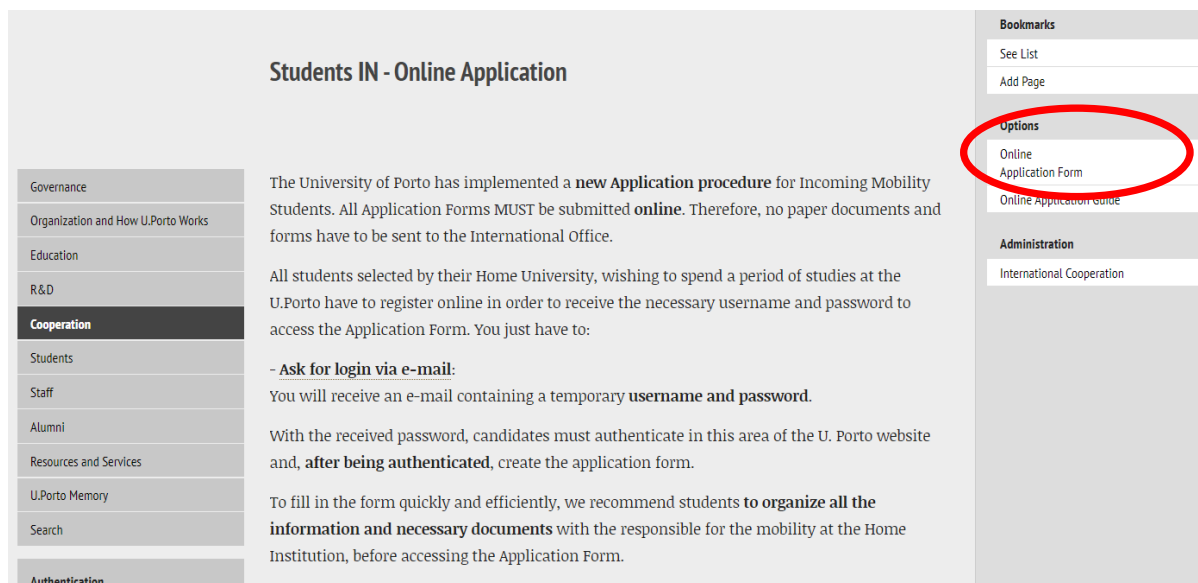 Students IN - Online Application
Governance
Organization and How U.Porto Works
Education
R&D
Cooperation
Students
Staff
Alumni
Resources and Services
U.Porto Memory
Search
Authentication
The University of Porto has implemented a new Application procedure for Incoming Mobility
Students. All Application Forms MUST be submitted online. Therefore, no paper documents and
forms have to be sent to the International Office.
All students selected by their Home University, wishing to spend a period of studies at the
U.Porto have to register online in order to receive the necessary username and password to
access the Application Form. You just have to:
- Ask for login via e-mail:
You will receive an e-mail containing a temporary username and password.
With the received password, candidates must authenticate in this area of the U. Porto website
and, after being authenticated, create the application form.
To fill in the form quickly and efficiently, we recommend students to organize all the
information and necessary documents with the responsible for the mobility at the Home
Institution, before accessing the Application Form.
Bookmarks
See List
Add Page
Options
Online
Application Form
Online Application Guide
Administration
International Cooperation